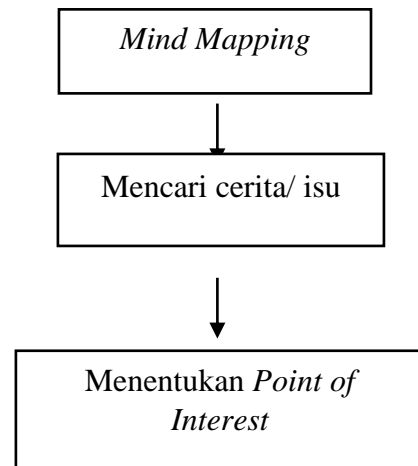 Mind Mapping
Mencari cerita/ isu
Menentukan Point of
Interest